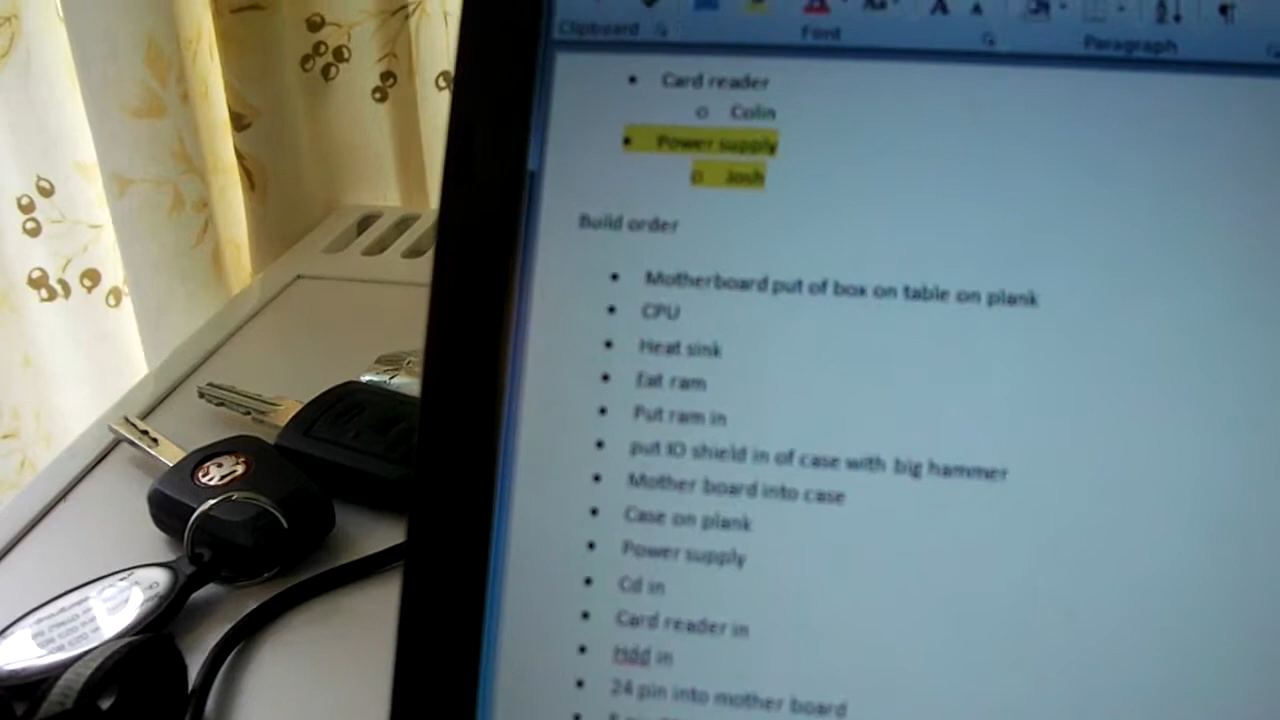 Clipboard
Font
Paragraph
Card reader
Colin
Power supply
Josh
Build order
Motherboard put of box on table on plank
CPU
Heat sink
Eat ram
Put ram in
put IO shield in of case with big hammer
Mother board into case
Case on plank
Power supply
Cd in
Card reader in
Hdd in
24 pin into mother board